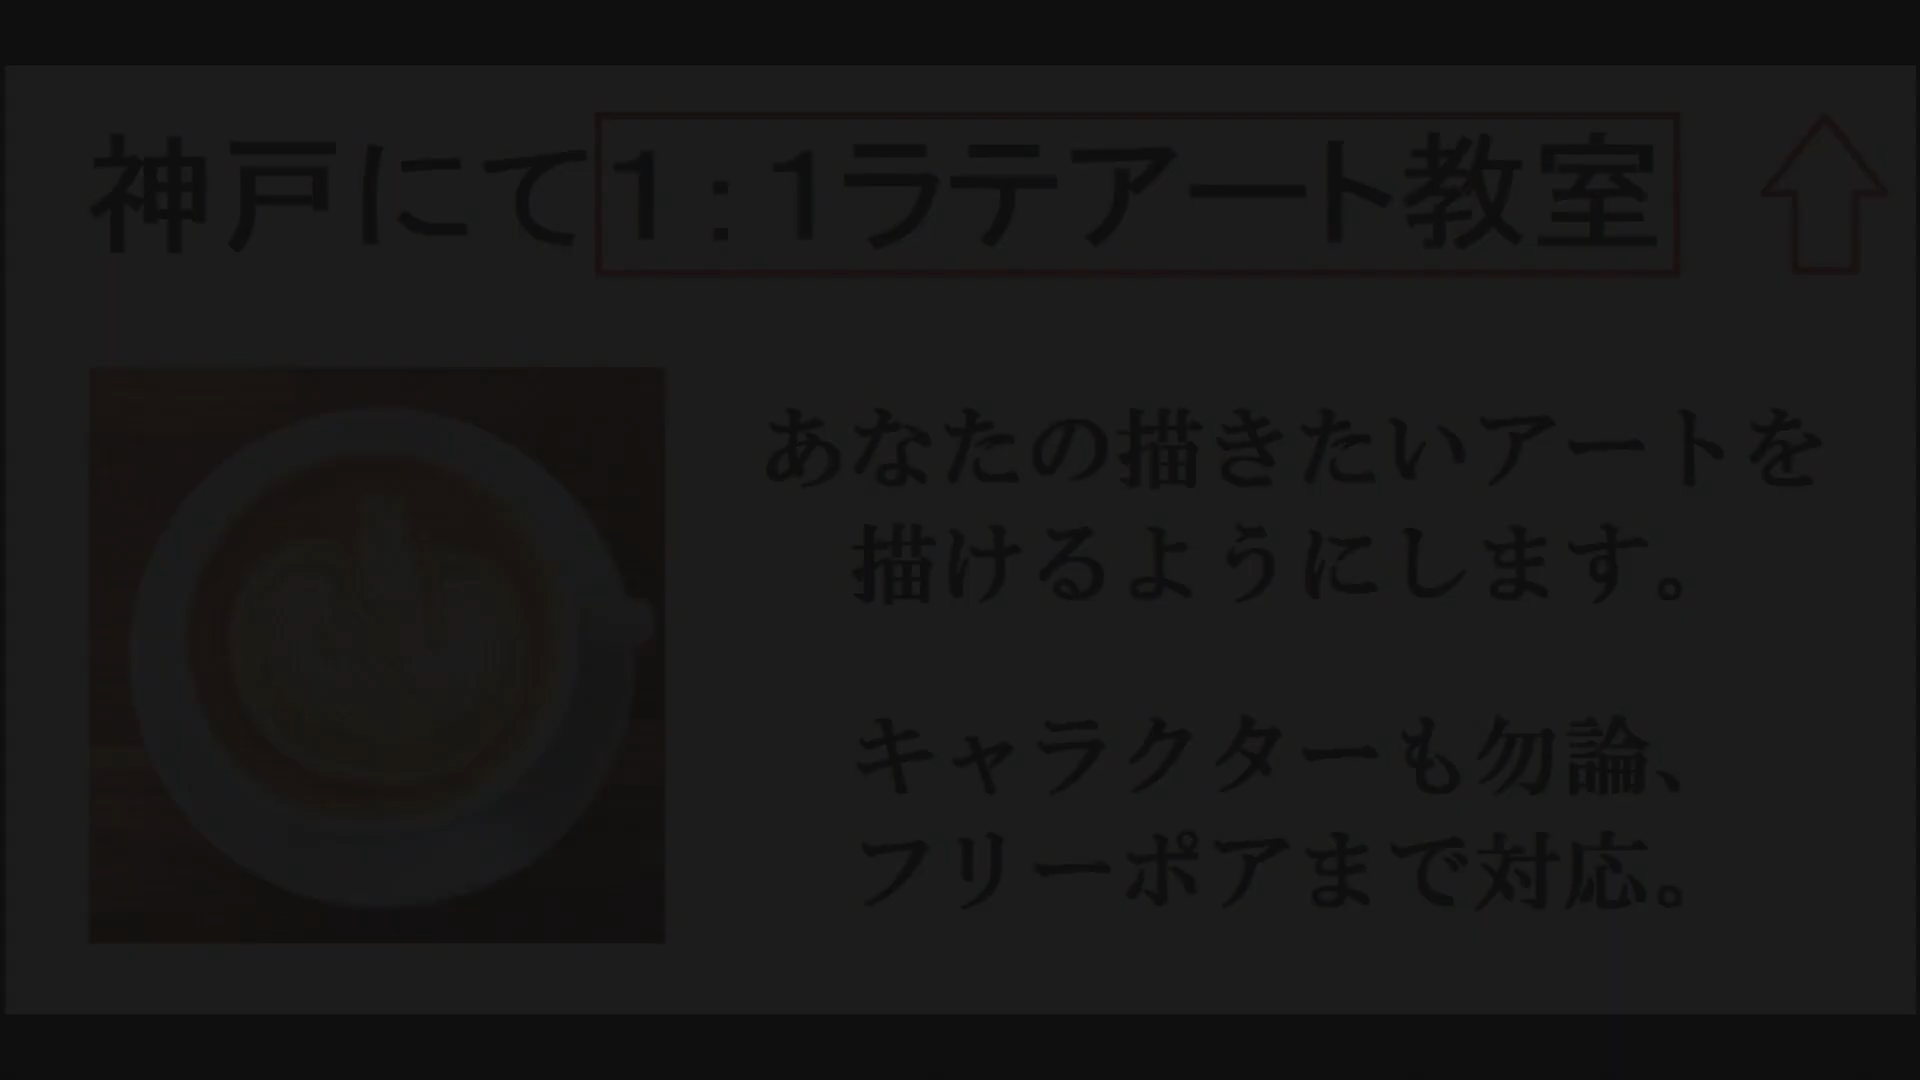 神戸にて1：1ラテアート教室
あなたの描きたいアートを
描けるようにします。
キャラクターも勿論、
フリーポアまで対応。